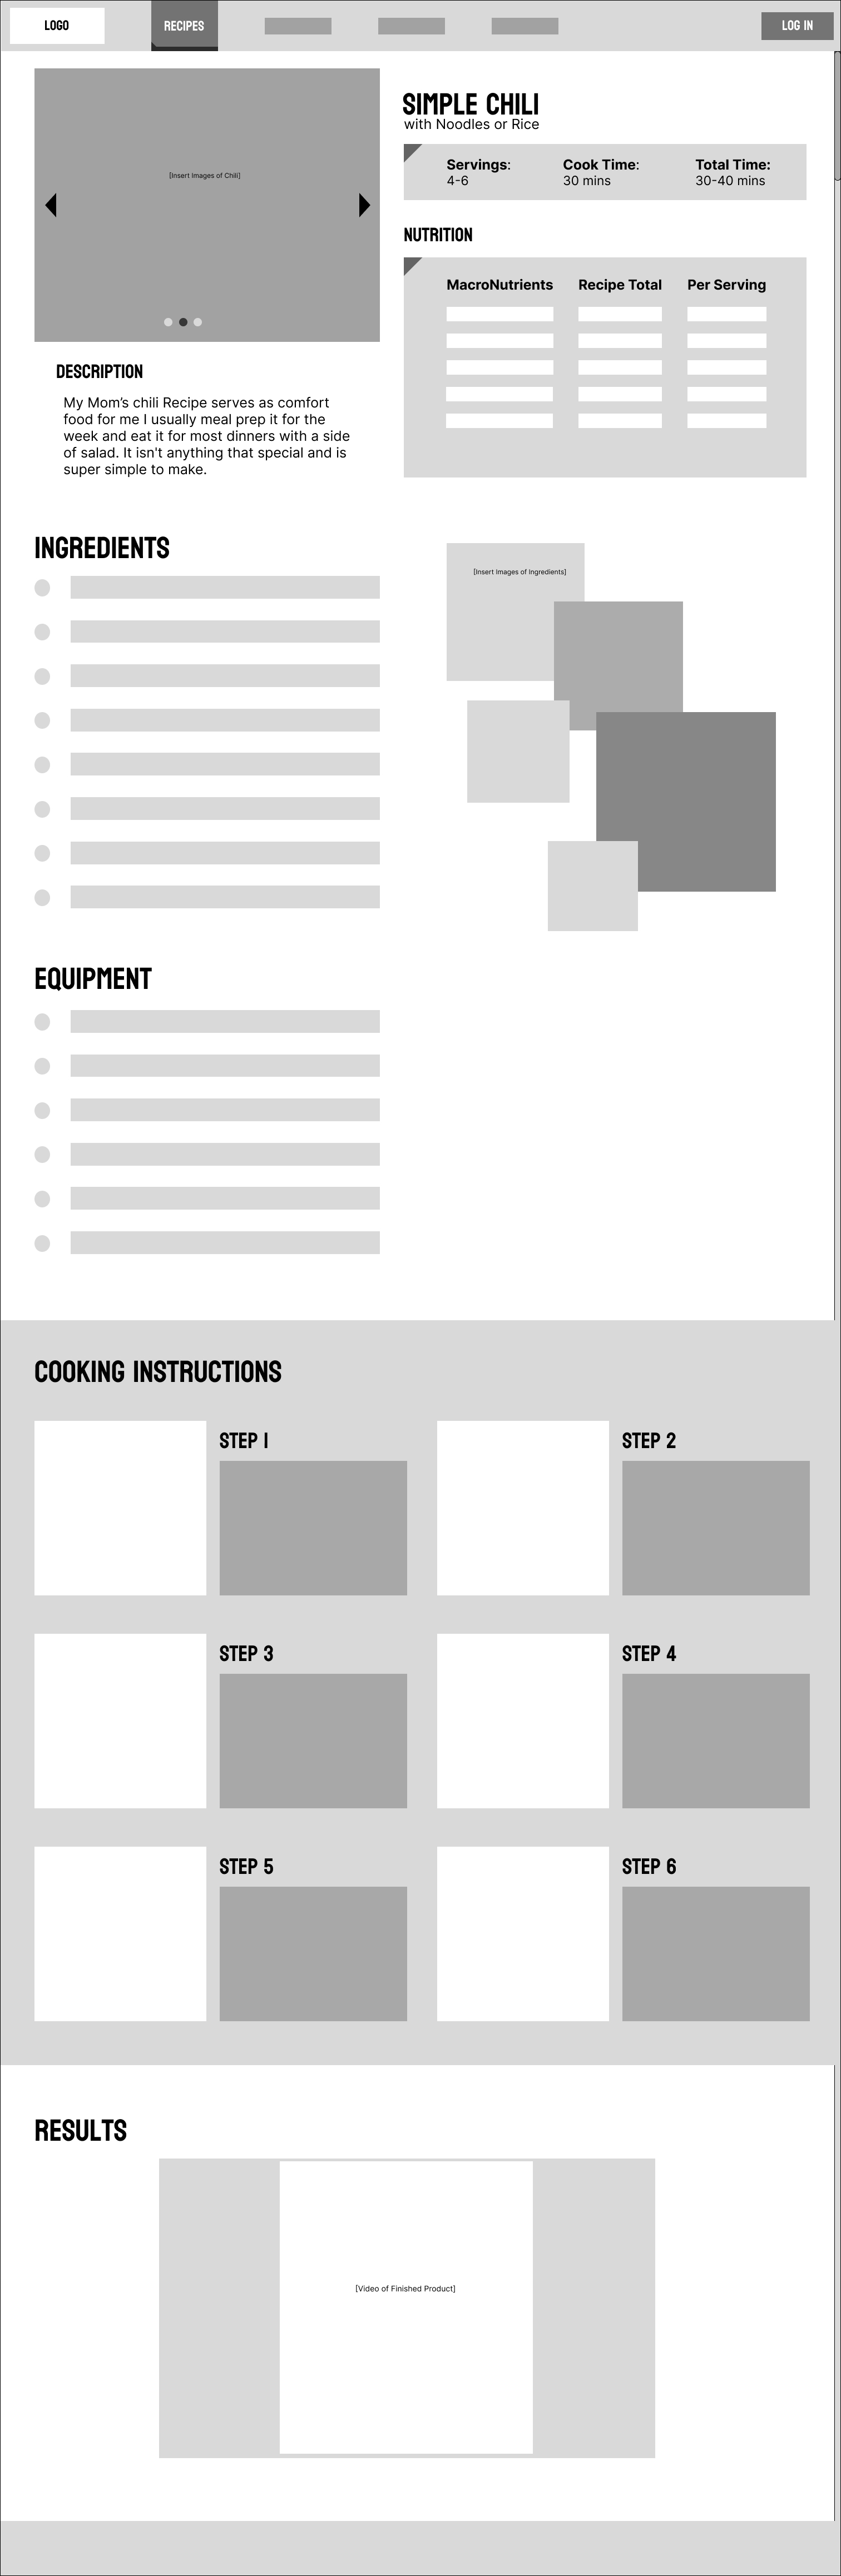 LOGO
RECIPES
LOG IN
[Insert Images of Chili]
SIMPLE CHILI
with Noodles or Rice
Servings: Cook Time: Total Time:
4-6 30 mins 30-40 mins
NUTRITION
MacroNutrients Recipe Total Per Serving
DESCRIPTION
My Mom’s chili Recipe serves as comfort
food for me I usually meal prep it for the
week and eat it for most dinners with a side
of salad. It isn't anything that special and is
super simple to make.
INGREDIENTS
[Insert Images of Ingredients]
EQUIPMENT
COOKING INSTRUCTIONS
STEP 1
STEP 2
STEP 3
STEP 4
STEP 5
STEP 6
RESULTS
[Video of Finished Product]